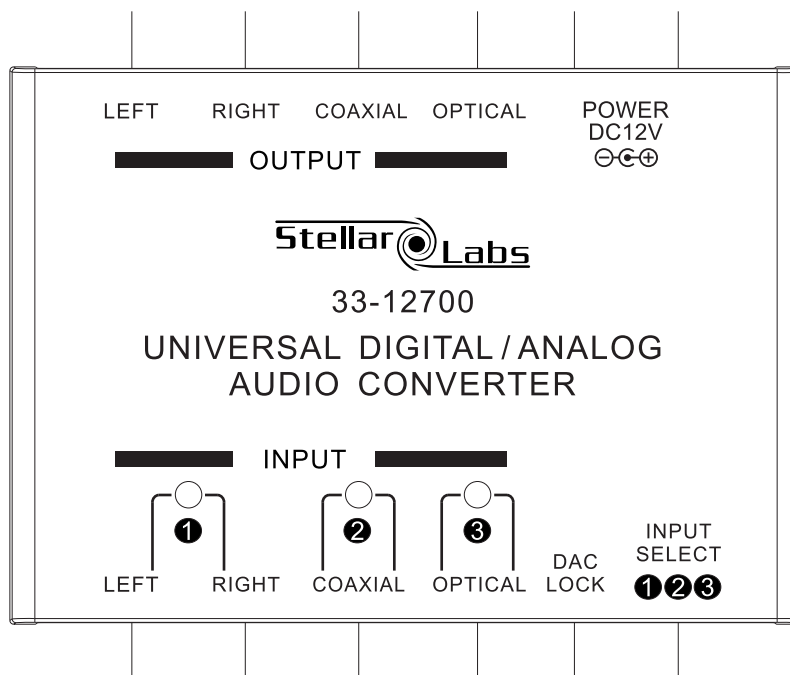 LEFT RIGHT COAXIAL OPTICAL POWER
DC12V
OUTPUT
Stellar Labs
33-12700
UNIVERSAL DIGITAL / ANALOG
AUDIO CONVERTER
INPUT
1 2 3
INPUT
SELECT
DAC
LOCK
LEFT RIGHT COAXIAL OPTICAL
1 2 3